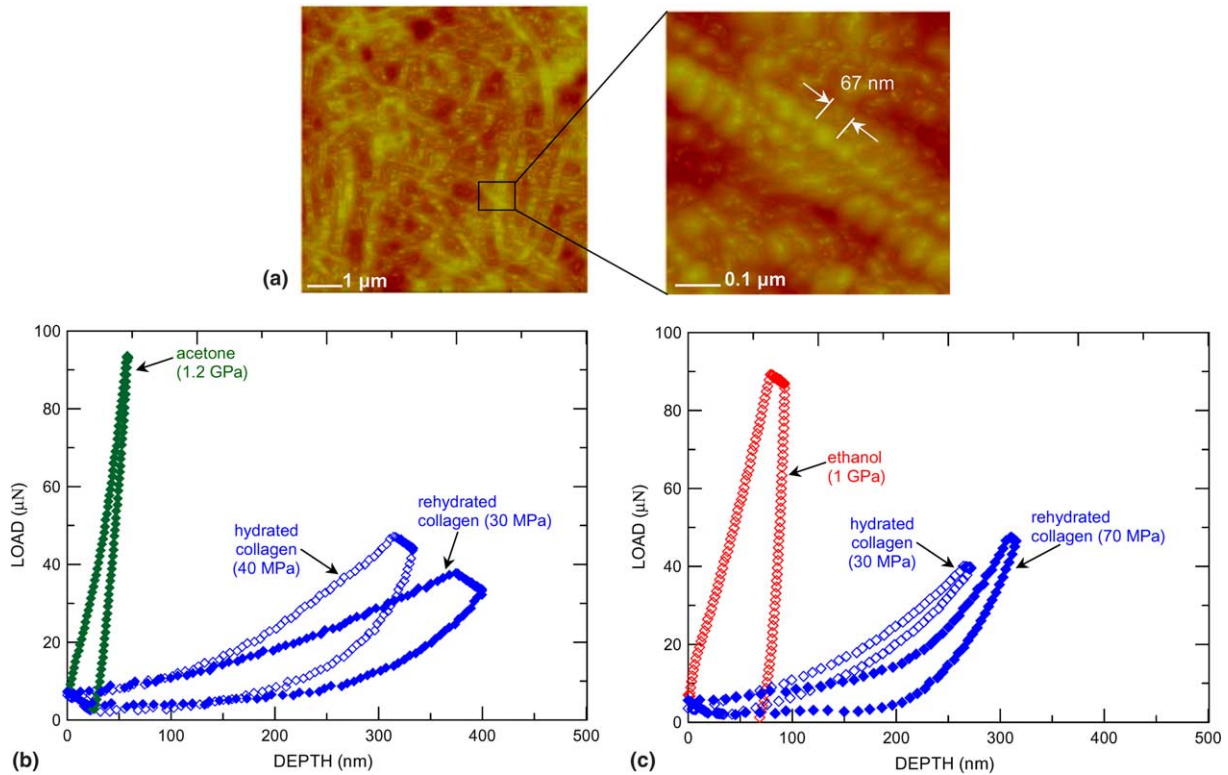 67 nm
1 µm
0.1 µm
(a)
100
80
60
40
20
0
LOAD (µN)
acetone
(1.2 GPa)
hydrated
collagen
(40 MPa)
rehydrated
collagen (30 MPa)
0
100
200
300
400
500
DEPTH (nm)
(b)
100
80
60
40
20
0
LOAD (µN)
ethanol
(1 GPa)
hydrated
collagen
(30 MPa)
rehydrated
collagen (70 MPa)
0
100
200
300
400
500
DEPTH (nm)
(c)